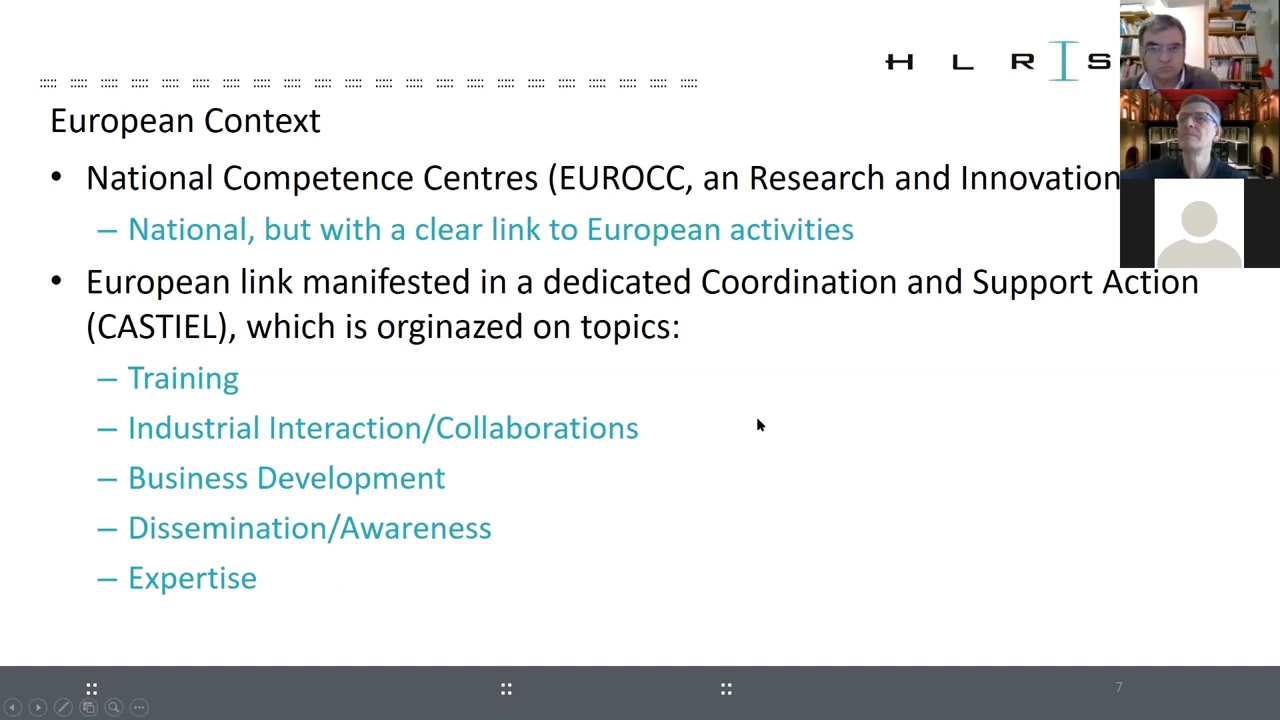 H L R I S
European Context
• National Competence Centres (EUROCC, an Research and Innovation
– National, but with a clear link to European activities
• European link manifested in a dedicated Coordination and Support Action
(CASTIEL), which is orginazed on topics:
– Training
– Industrial Interaction/Collaborations
– Business Development
– Dissemination/Awareness
– Expertise
7